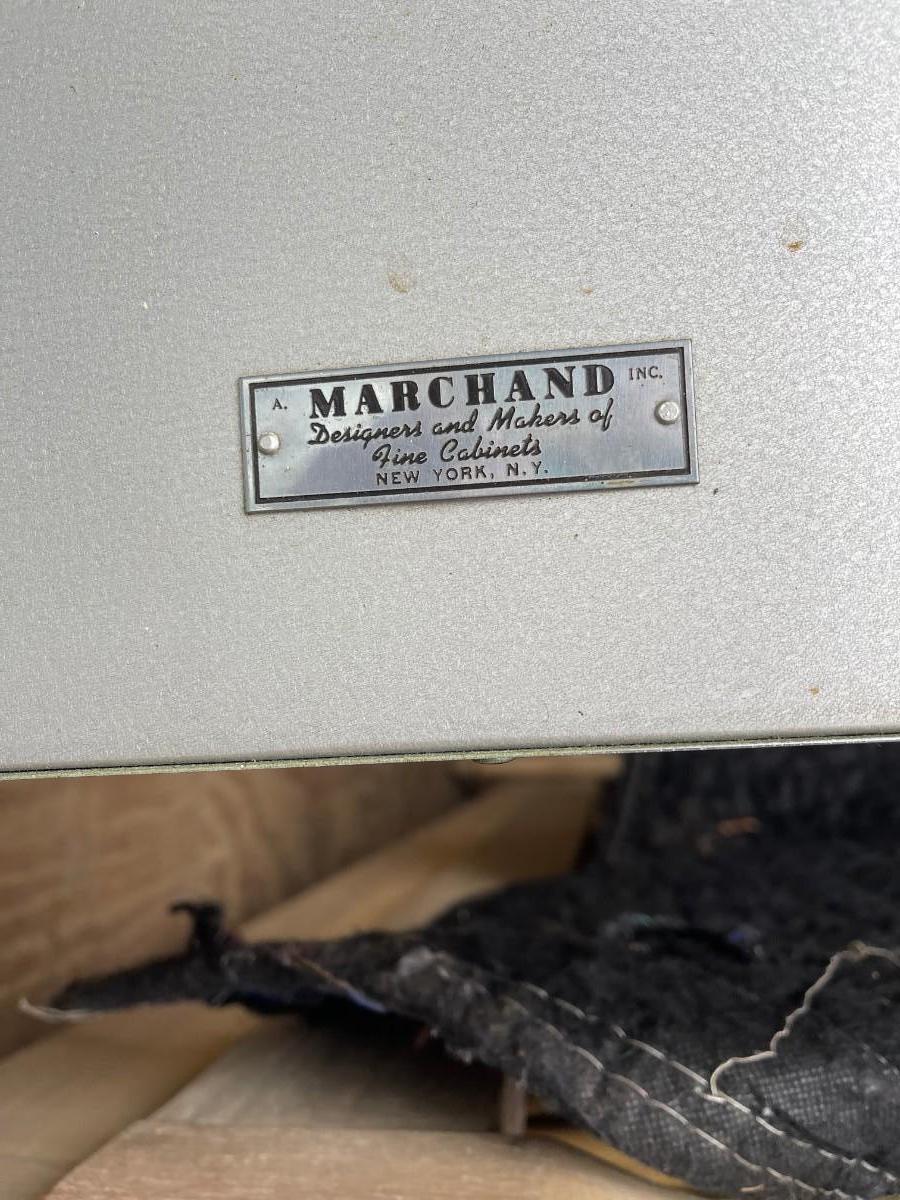 A. MARCHAND INC.
Designers and Makers of
Fine Cabinets
NEW YORK, N.Y.